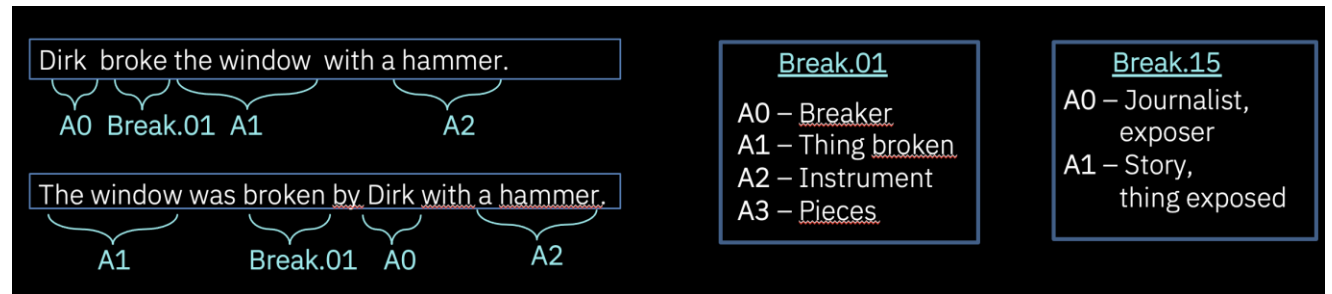 Dirk broke the window with a hammer.
A0 Break.01 A1 A2
The window was broken by Dirk with a hammer.
A1 Break.01 A0 A2
Break.01
A0 – Breaker
A1 – Thing broken
A2 – Instrument
A3 – Pieces
Break.15
A0 – Journalist,
exposer
A1 – Story,
thing exposed